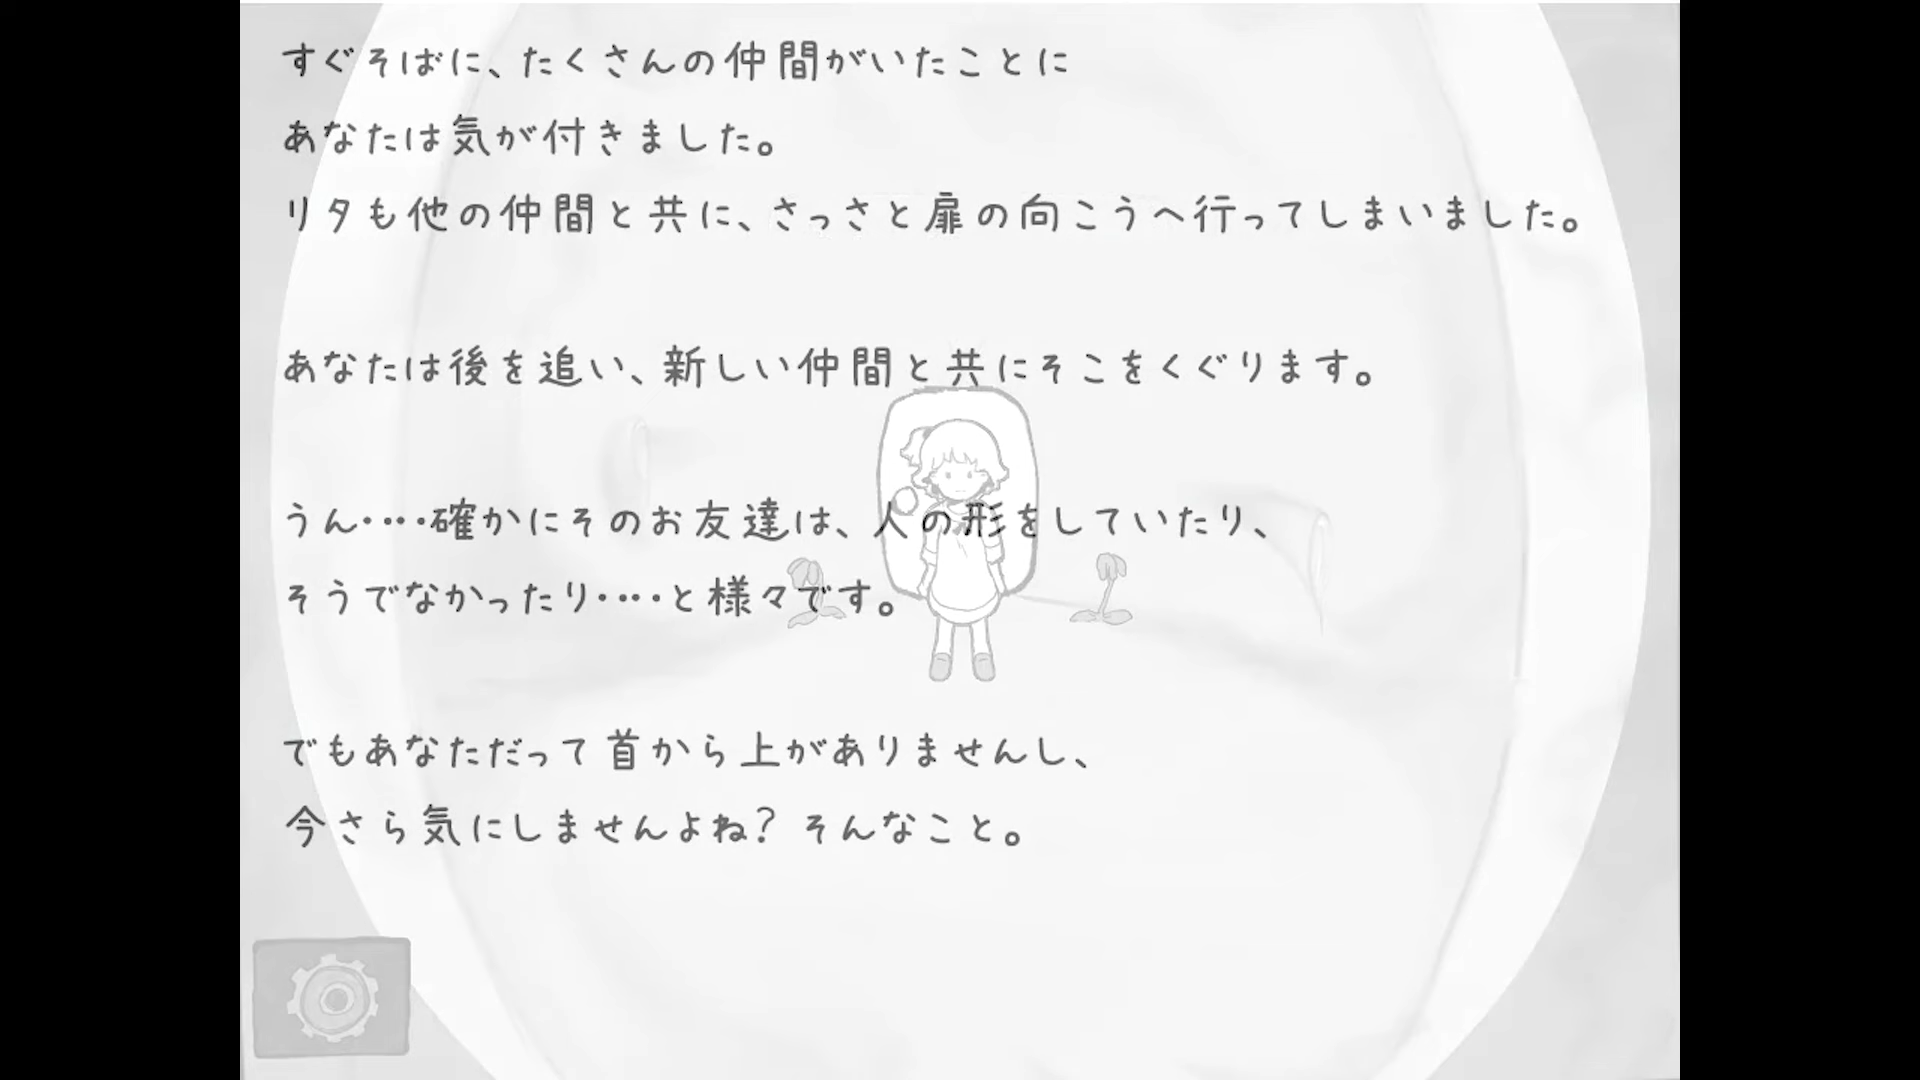 すぐそばに、たくさんの仲間がいたことに
あなたは気が付きました。
リタも他の仲間と共に、さっさと扉の向こうへ行ってしまいました。
あなたは後を追い、新しい仲間と共にそこをくぐります。
うん‥‥確かにそのお友達は、人の形をしていたり、
そうでなかったり‥‥と様々です。
でもあなただって首から上がありませんし、
今さら気にしませんよね？そんなこと。